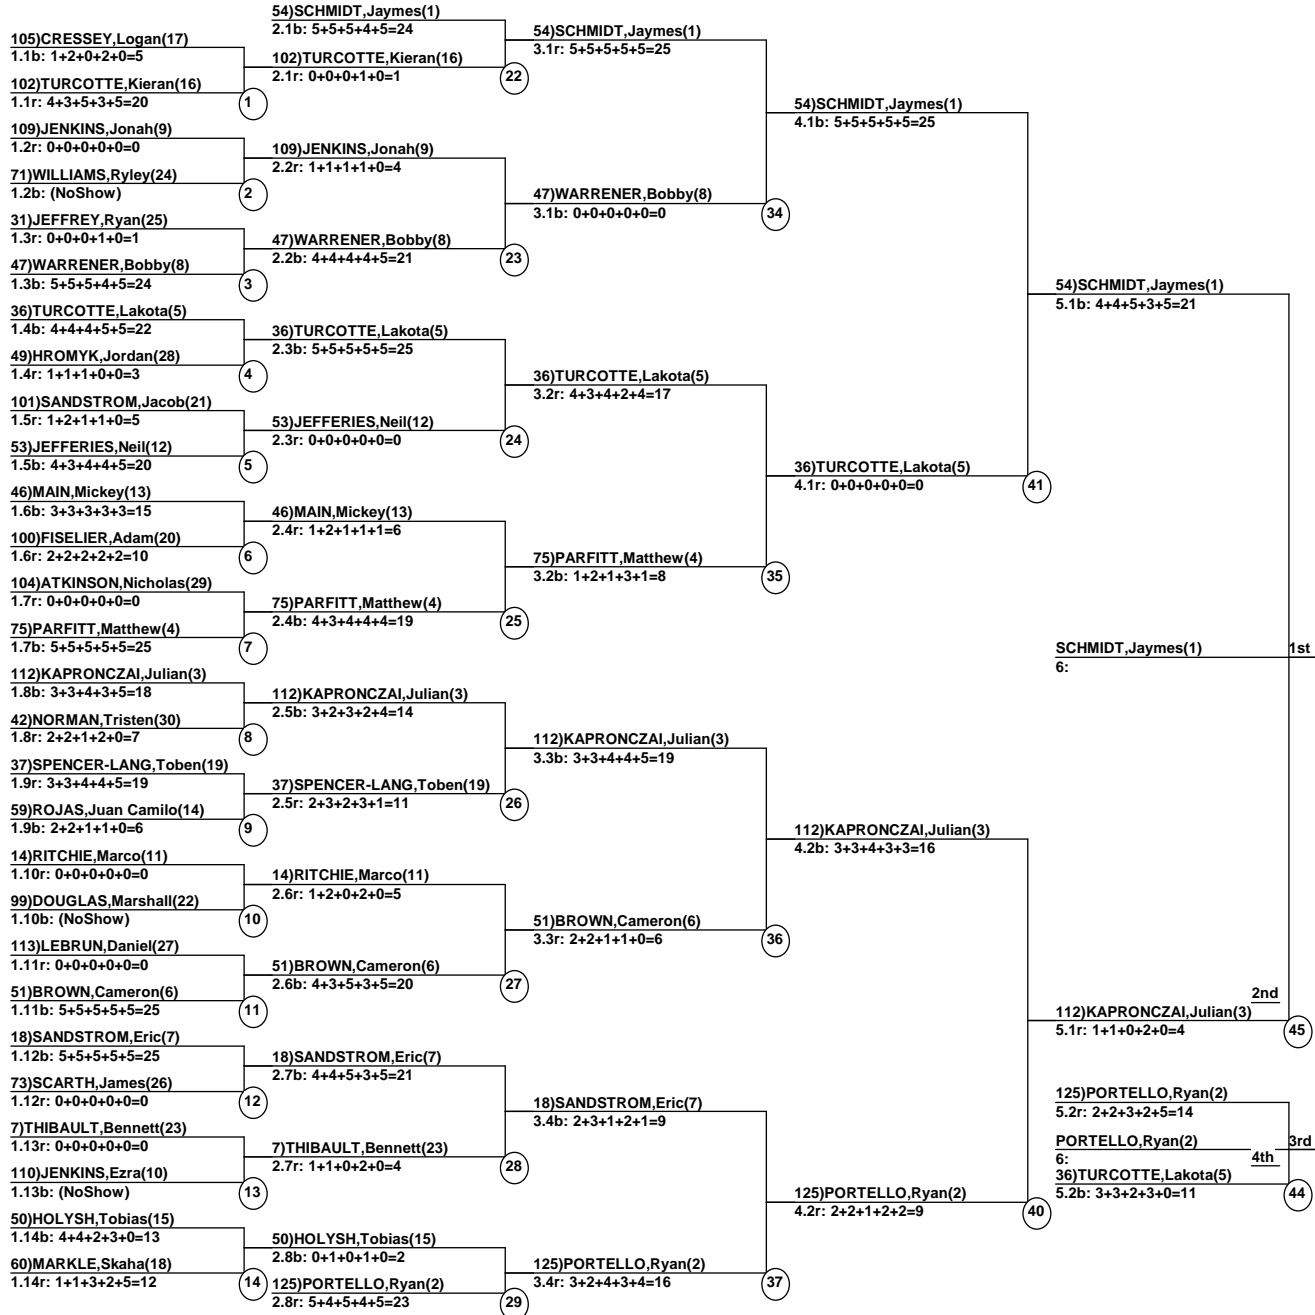 105)CRESSEY,Logan(17)
1.1b: 1+2+0+2+0=5
102)TURCOTTE,Kieran(16)
1.1r: 4+3+5+3+5=20
1
109)JENKINS,Jonah(9)
1.2r: 0+0+0+0+0=0
71)WILLIAMS,Ryley(24)
1.2b: (NoShow)
2
31)JEFFREY,Ryan(25)
1.3r: 0+0+0+1+0=1
47)WARRENER,Bobby(8)
1.3b: 5+5+5+4+5=24
3
36)TURCOTTE,Lakota(5)
1.4b: 4+4+4+5+5=22
49)HROMYK,Jordan(28)
1.4r: 1+1+1+0+0=3
4
101)SANDSTROM,Jacob(21)
1.5r: 1+2+1+1+0=5
53)JEFFERIES,Neil(12)
1.5b: 4+3+4+4+5=20
5
46)MAIN,Mickey(13)
1.6b: 3+3+3+3+3=15
100)FISELIER,Adam(20)
1.6r: 2+2+2+2+2=10
6
104)ATKINSON,Nicholas(29)
1.7r: 0+0+0+0+0=0
75)PARFITT,Matthew(4)
1.7b: 5+5+5+5+5=25
7
112)KAPRONCZAI,Julian(3)
1.8b: 3+3+4+3+5=18
42)NORMAN,Tristen(30)
1.8r: 2+2+1+2+0=7
8
37)SPENCER-LANG,Toben(19)
1.9r: 3+3+4+4+5=19
59)ROJAS,Juan Camilo(14)
1.9b: 2+2+1+1+0=6
9
14)RITCHIE,Marco(11)
1.10r: 0+0+0+0+0=0
99)DOUGLAS,Marshall(22)
1.10b: (NoShow)
10
113)LEBRUN,Daniel(27)
1.11r: 0+0+0+0+0=0
51)BROWN,Cameron(6)
1.11b: 5+5+5+5+5=25
11
18)SANDSTROM,Eric(7)
1.12b: 5+5+5+5+5=25
73)SCARTH,James(26)
1.12r: 0+0+0+0+0=0
12
7)THIBAULT,Bennett(23)
1.13r: 0+0+0+0+0=0
110)JENKINS,Ezra(10)
1.13b: (NoShow)
13
50)HOLYSH,Tobias(15)
1.14b: 4+4+2+3+0=13
60)MARKLE,Skaha(18)
1.14r: 1+1+3+2+5=12
14
54)SCHMIDT,Jaymes(1)
2.1b: 5+5+5+4+5=24
102)TURCOTTE,Kieran(16)
2.1r: 0+0+0+1+0=1
22
109)JENKINS,Jonah(9)
2.2r: 1+1+1+1+0=4
47)WARRENER,Bobby(8)
2.2b: 4+4+4+4+5=21
23
36)TURCOTTE,Lakota(5)
2.3b: 5+5+5+5+5=25
53)JEFFERIES,Neil(12)
2.3r: 0+0+0+0+0=0
24
46)MAIN,Mickey(13)
2.4r: 1+2+1+1+1=6
75)PARFITT,Matthew(4)
2.4b: 4+3+4+4+4=19
25
112)KAPRONCZAI,Julian(3)
2.5b: 3+2+3+2+4=14
37)SPENCER-LANG,Toben(19)
2.5r: 2+3+2+3+1=11
26
14)RITCHIE,Marco(11)
2.6r: 1+2+0+2+0=5
51)BROWN,Cameron(6)
2.6b: 4+3+5+3+5=20
27
18)SANDSTROM,Eric(7)
2.7b: 4+4+5+3+5=21
7)THIBAULT,Bennett(23)
2.7r: 1+1+0+2+0=4
28
50)HOLYSH,Tobias(15)
2.8b: 0+1+0+1+0=2
125)PORTELLO,Ryan(2)
2.8r: 5+4+5+4+5=23
29
54)SCHMIDT,Jaymes(1)
3.1r: 5+5+5+5+5=25
47)WARRENER,Bobby(8)
3.1b: 0+0+0+0+0=0
34
36)TURCOTTE,Lakota(5)
3.2r: 4+3+4+2+4=17
75)PARFITT,Matthew(4)
3.2b: 1+2+1+3+1=8
35
112)KAPRONCZAI,Julian(3)
3.3b: 3+3+4+4+5=19
51)BROWN,Cameron(6)
3.3r: 2+2+1+1+0=6
36
18)SANDSTROM,Eric(7)
3.4b: 2+3+1+2+1=9
125)PORTELLO,Ryan(2)
3.4r: 3+2+4+3+4=16
37
54)SCHMIDT,Jaymes(1)
4.1b: 5+5+5+5+5=25
36)TURCOTTE,Lakota(5)
4.1r: 0+0+0+0+0=0
41
112)KAPRONCZAI,Julian(3)
4.2b: 3+3+4+3+3=16
125)PORTELLO,Ryan(2)
4.2r: 2+2+1+2+2=9
40
54)SCHMIDT,Jaymes(1)
5.1b: 4+4+5+3+5=21
SCHMIDT,Jaymes(1) 1st
6:
2nd
112)KAPRONCZAI,Julian(3)
5.1r: 1+1+0+2+0=4
45
125)PORTELLO,Ryan(2)
5.2r: 2+2+3+2+5=14
PORTELLO,Ryan(2) 3rd
6:
4th
36)TURCOTTE,Lakota(5)
5.2b: 3+3+2+3+0=11
44